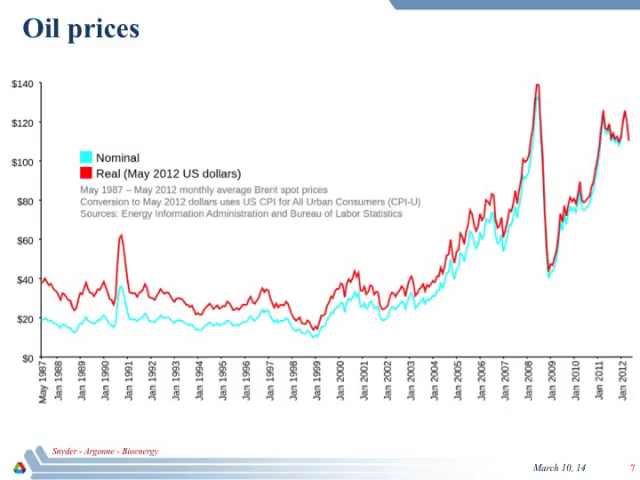 Oil prices
$140
$120
$100
$80
$60
$40
$20
$0
Nominal
Real (May 2012 US dollars)
May 1987 – May 2012 monthly average Brent spot prices
Conversion to May 2012 dollars uses US CPI for All Urban Consumers (CPI-U)
Sources: Energy Information Administration and Bureau of Labor Statistics
May 1987
Jan 1988
Jan 1989
Jan 1990
Jan 1991
Jan 1992
Jan 1993
Jan 1994
Jan 1995
Jan 1996
Jan 1997
Jan 1998
Jan 1999
Jan 2000
Jan 2001
Jan 2002
Jan 2003
Jan 2004
Jan 2005
Jan 2006
Jan 2007
Jan 2008
Jan 2009
Jan 2010
Jan 2011
Jan 2012
Snyder - Argonne - Bioenergy
March 10, 14
7